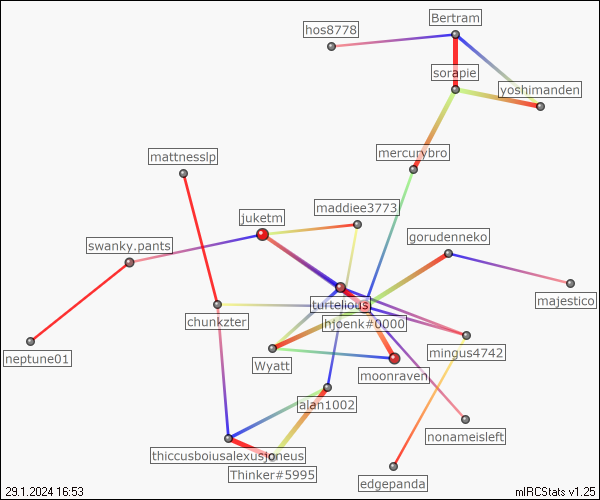 Bertram
hos8778
sorapie
yoshimanden
mercurybro
mattnesslp
maddiee3773
juketm
gorudenneko
swanky.pants
majestico
turtelious
chunkzter
hjoenk#0000
mingus4742
neptune01
Wyatt
moonraven
alan1002
nonameisleft
thiccusboiusalexusjoneus
Thinker#5995
edgepanda
29.1.2024 16:53
mIRCStats v1.25